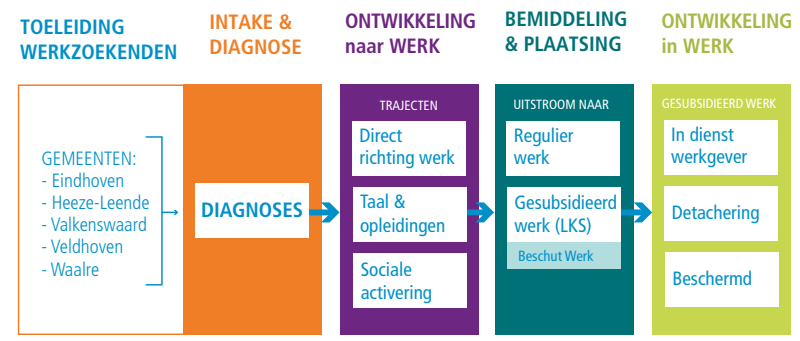 TOELEIDING
WERKZOEKENDEN
INTAKE &
DIAGNOSE
ONTWIKKELING
naar WERK
BEMIDDELING
& PLAATSING
ONTWIKKELING
in WERK
GEMEENTEN:
- Eindhoven
- Heeze-Leende
- Valkenswaard
- Veldhoven
- Waalre
DIAGNOSES
TRAJECTEN
Direct
richting werk
Taal &
opleidingen
Sociale
activering
UITSTROOM NAAR
Regulier
werk
Gesubsidieerd
werk (LKS)
Beschut Werk
GESUBSIDIEERD WERK
In dienst
werkgever
Detachering
Beschermd